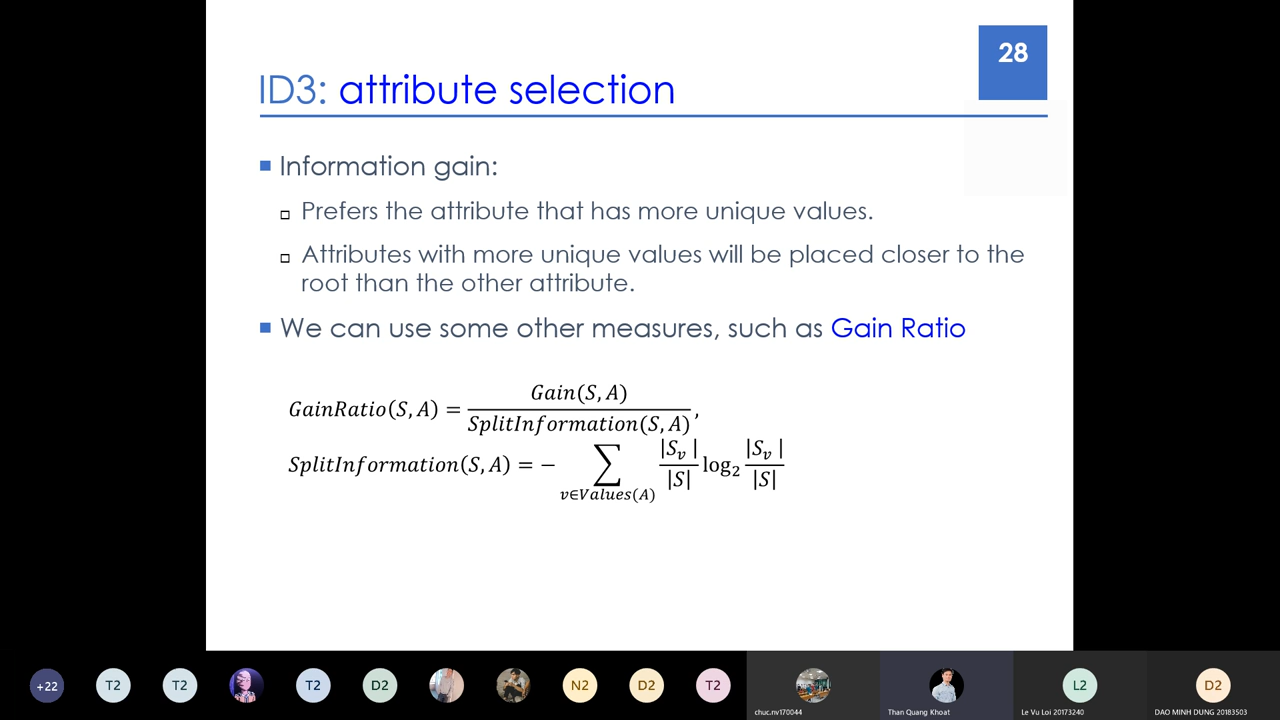 28
ID3: attribute selection
Information gain:
Prefers the attribute that has more unique values.
Attributes with more unique values will be placed closer to the
root than the other attribute.
We can use some other measures, such as Gain Ratio
GainRatio(S, A) = Gain(S, A) / SplitInformation(S, A),
SplitInformation(S, A) = − ∑ v∈Values(A) |Sv| / |S| log2 |Sv| / |S|
+22 T2 T2 T2 D2 N2 D2 T2 L2 D2
chuc.nv170044 Than Quang Khoat Le Vu Loi 20173240 DAO MINH DUNG 20183503